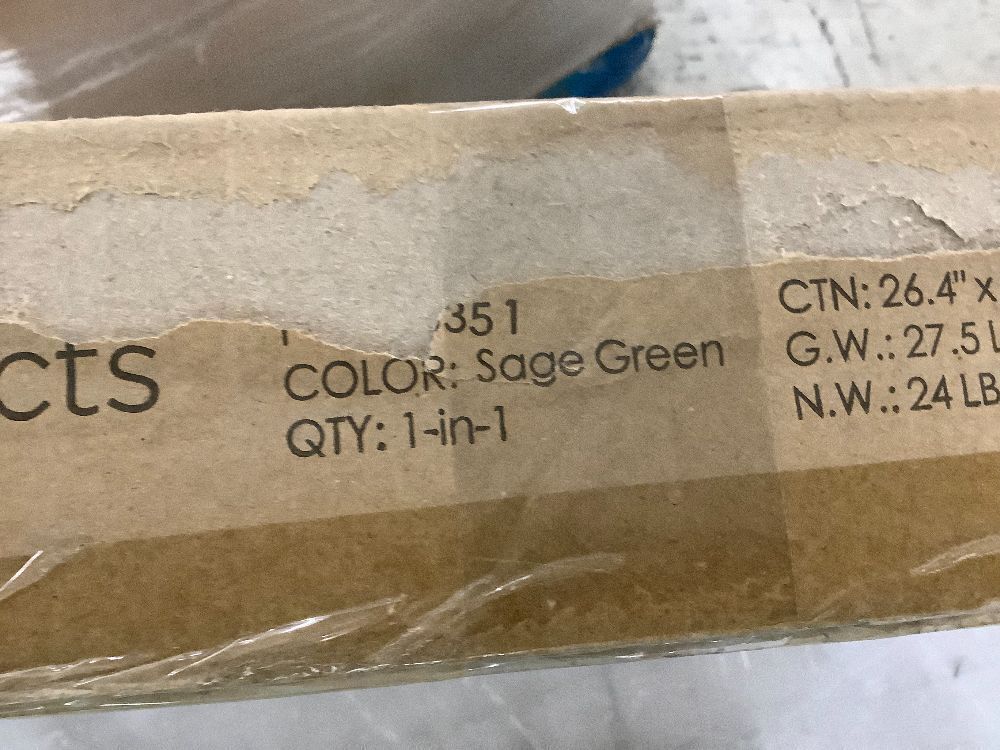 cts
351
COLOR: Sage Green
QTY: 1-in-1
CTN: 26.4" x
G.W.: 27.5 L
N.W.: 24 LB